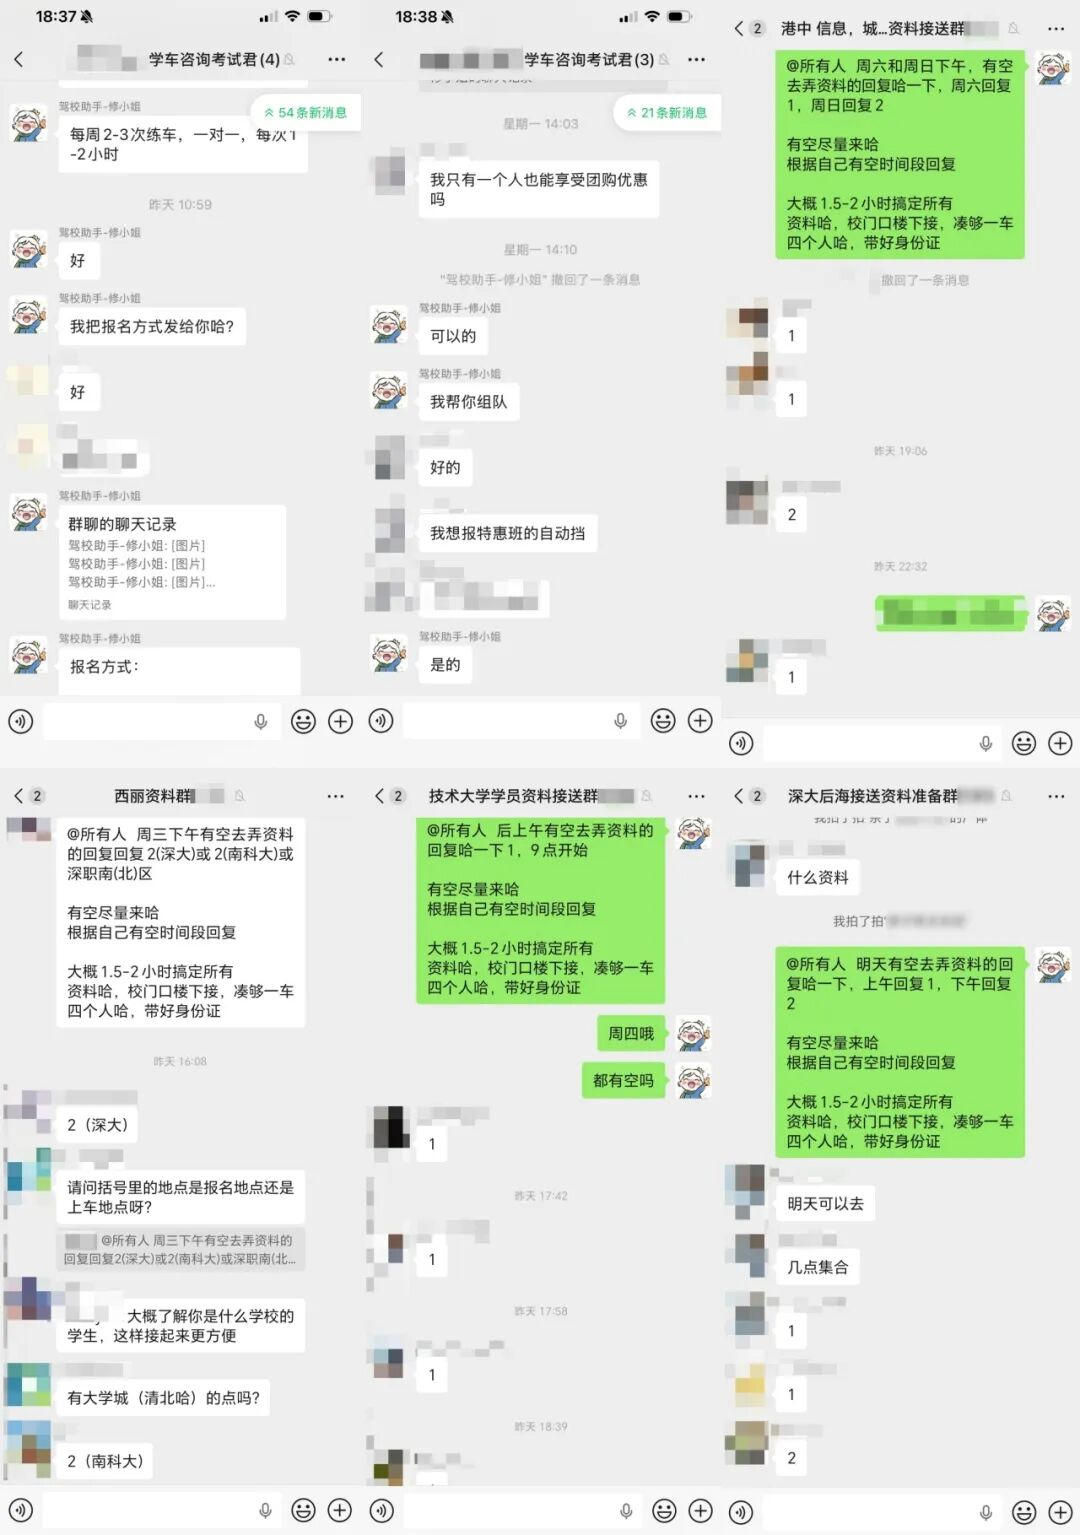 18:37
学车咨询考试君(4)
驾校助手-修小姐
54条新消息
每周2-3次练车，一对一，每次1
-2小时
昨天 10:59
驾校助手-修小姐
好
驾校助手-修小姐
我把报名方式发给你哈?
好
驾校助手-修小姐
群聊的聊天记录
驾校助手-修小姐: [图片]
驾校助手-修小姐: [图片]
驾校助手-修小姐: [图片]...
聊天记录
驾校助手-修小姐
报名方式：
18:38
学车咨询考试君(3)
21条新消息
星期一 14:03
我只有一个人也能享受团购优惠
吗
星期一 14:10
"驾校助手-修小姐" 撤回了一条消息
驾校助手-修小姐
可以的
驾校助手-修小姐
我帮你组队
好的
我想报特惠班的自动挡
驾校助手-修小姐
是的
2
港中 信息，城...资料接送群
@所有人 周六和周日下午，有空
去弄资料的回复哈一下，周六回复
1，周日回复2
有空尽量来哈
根据自己有空时间段回复
大概1.5-2小时搞定所有
资料哈，校门口楼下接，凑够一车
四个人哈，带好身份证
撤回了一条消息
1
1
昨天 19:06
2
昨天 22:32
1
2
西丽资料群
@所有人 周三下午有空去弄资料
的回复回复2(深大)或 2(南科大)或
深职南(北)区
有空尽量来哈
根据自己有空时间段回复
大概1.5-2小时搞定所有
资料哈，校门口楼下接，凑够一车
四个人哈，带好身份证
昨天 16:08
2（深大）
请问括号里的地点是报名地点还是
上车地点呀?
@所有人 周三下午有空去弄资料的
回复回复2(深大)或2(南科大)或深职南(北...
大概了解你是什么学校的
学生，这样接起来更方便
有大学城（清北哈）的点吗?
2（南科大）
2
技术大学学员资料接送群
@所有人 后上午有空去弄资料的
回复哈一下1，9点开始
有空尽量来哈
根据自己有空时间段回复
大概1.5-2小时搞定所有
资料哈，校门口楼下接，凑够一车
四个人哈，带好身份证
周四哦
都有空吗
1
昨天 17:42
1
昨天 17:58
1
昨天 18:39
2
深大后海接送资料准备群
什么资料
我拍了拍"
@所有人 明天有空去弄资料的回
复哈一下，上午回复1，下午回复
2
有空尽量来哈
根据自己有空时间段回复
大概1.5-2小时搞定所有
资料哈，校门口楼下接，凑够一车
四个人哈，带好身份证
明天可以去
几点集合
1
1
2